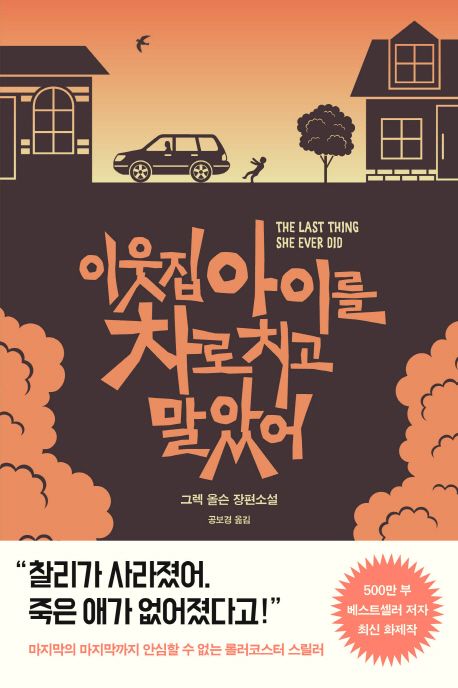 THE LAST THING
SHE EVER DID
이웃집 아이를
차로 치고
말았어
그렉 올슨 장편소설
공보경 옮김
“찰리가 사라졌어.
죽은 애가 없어졌다고!”
마지막의 마지막까지 안심할 수 없는 롤러코스터 스릴러
500만 부
베스트셀러 저자
최신 화제작